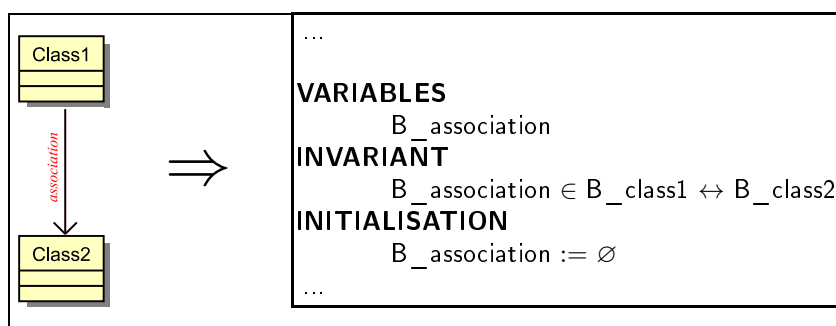 Class1
association
Class2
⇒
...
VARIABLES
B_association
INVARIANT
B_association ∈ B_class1 ↔ B_class2
INITIALISATION
B_association := ∅
...